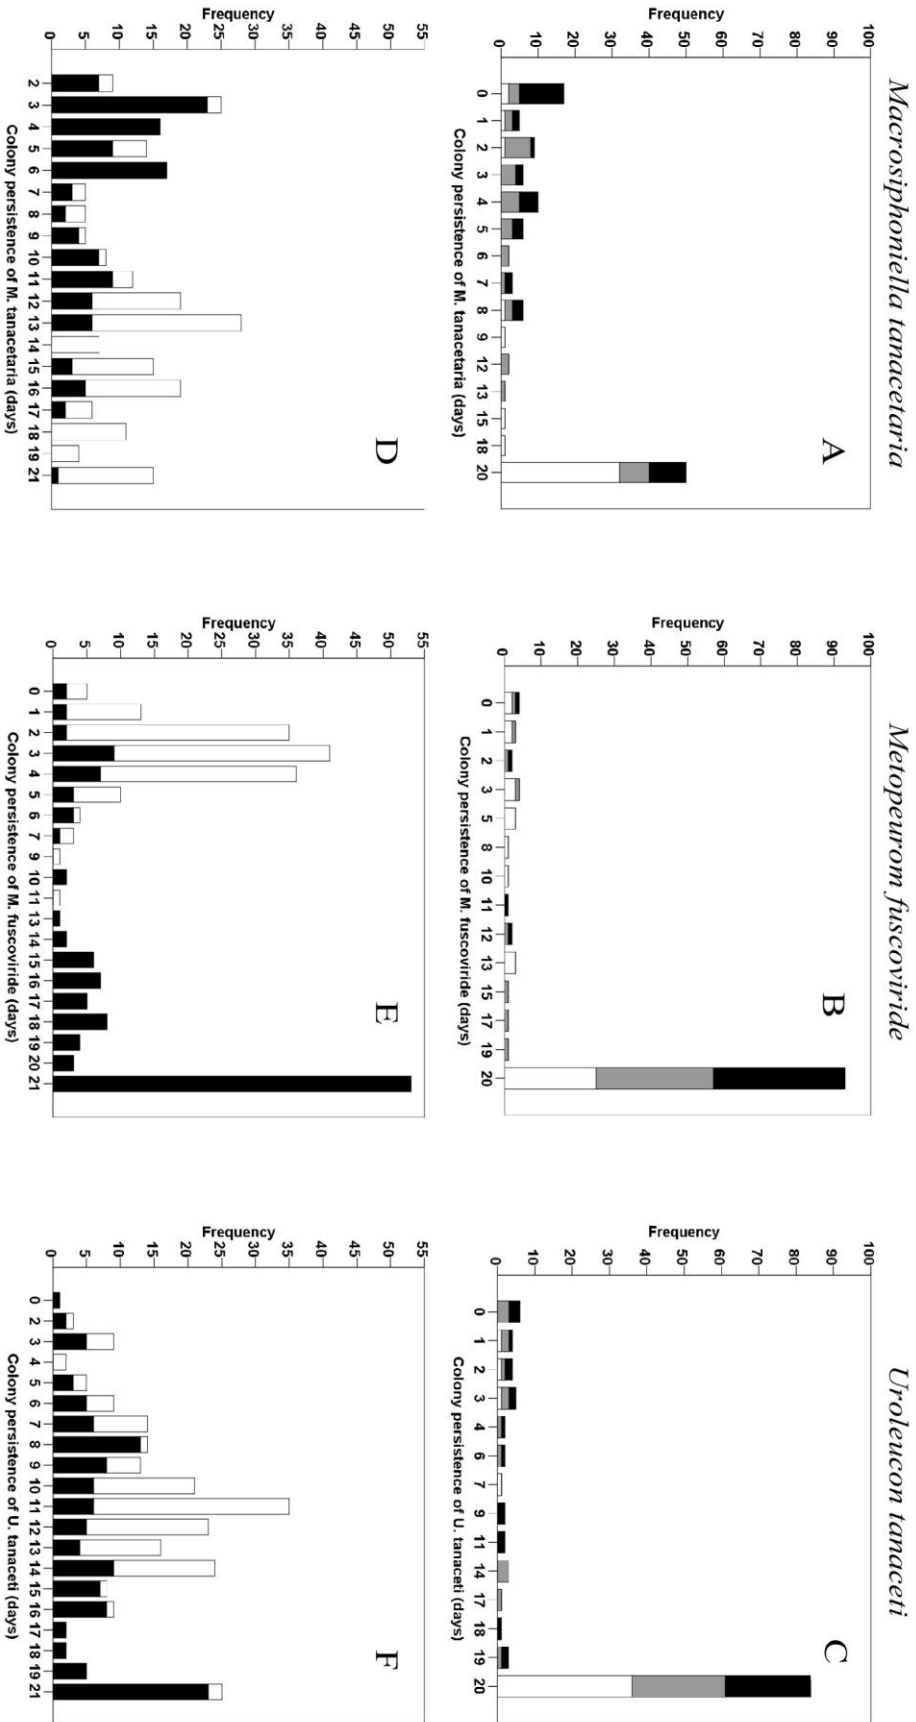 Macrosiphoniella tanacetaria
Metopeurom fuscoviride
Uroleucon tanaceti
A
Frequency
100
90
80
70
60
50
40
30
20
10
0
0 1 2 3 4 5 6 7 8 9 12 13 15 18 20
Colony persistence of M. tanacetaria (days)
B
Frequency
100
90
80
70
60
50
40
30
20
10
0
0 1 2 3 5 8 10 11 12 13 15 17 19 20
Colony persistence of M. fuscoviride (days)
C
Frequency
100
90
80
70
60
50
40
30
20
10
0
0 1 2 3 4 6 7 9 11 14 17 18 19 20
Colony persistence of U. tanaceti (days)
D
Frequency
55
45
35
25
20
15
10
5
0
2 3 4 5 6 7 8 9 10 11 12 13 14 15 16 17 18 19 21
Colony persistence of M. tanacetaria (days)
E
Frequency
55
45
35
25
20
15
10
5
0
0 1 2 3 4 5 6 7 9 10 11 13 14 15 16 17 18 19 20 21
Colony persistence of M. fuscoviride (days)
F
Frequency
55
45
35
25
20
15
10
5
0
0 2 3 4 5 6 7 8 9 10 11 12 13 14 15 16 17 18 19 21
Colony persistence of U. tanaceti (days)